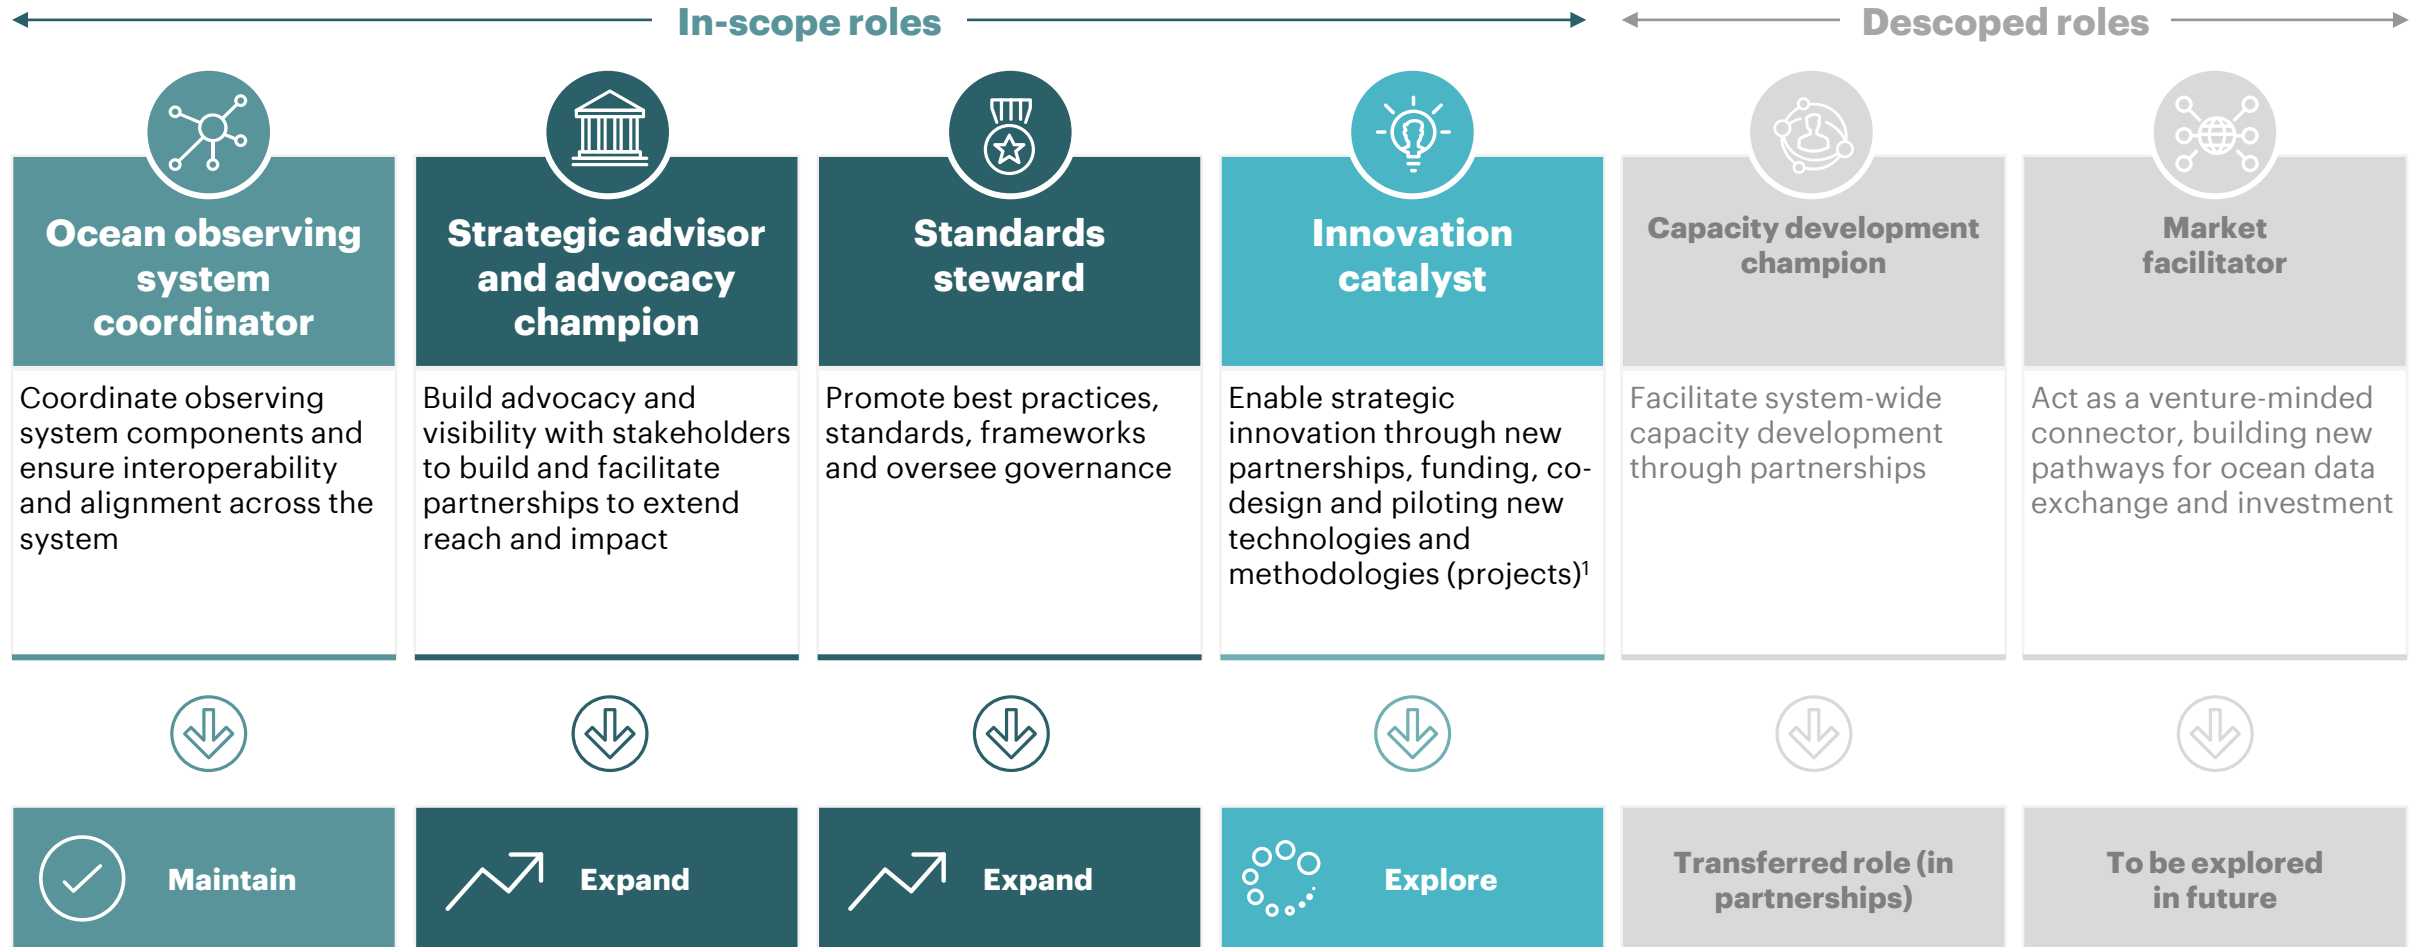 In-scope roles
Descoped roles
Ocean observing
system
coordinator
Coordinate observing
system components and
ensure interoperability
and alignment across the
system
Maintain
Strategic advisor
and advocacy
champion
Build advocacy and
visibility with stakeholders
to build and facilitate
partnerships to extend
reach and impact
Expand
Standards
steward
Promote best practices,
standards, frameworks
and oversee governance
Expand
Innovation
catalyst
Enable strategic
innovation through new
partnerships, funding, co-
design and piloting new
technologies and
methodologies (projects)¹
Explore
Capacity development
champion
Facilitate system-wide
capacity development
through partnerships
Transferred role (in
partnerships)
Market
facilitator
Act as a venture-minded
connector, building new
pathways for ocean data
exchange and investment
To be explored
in future